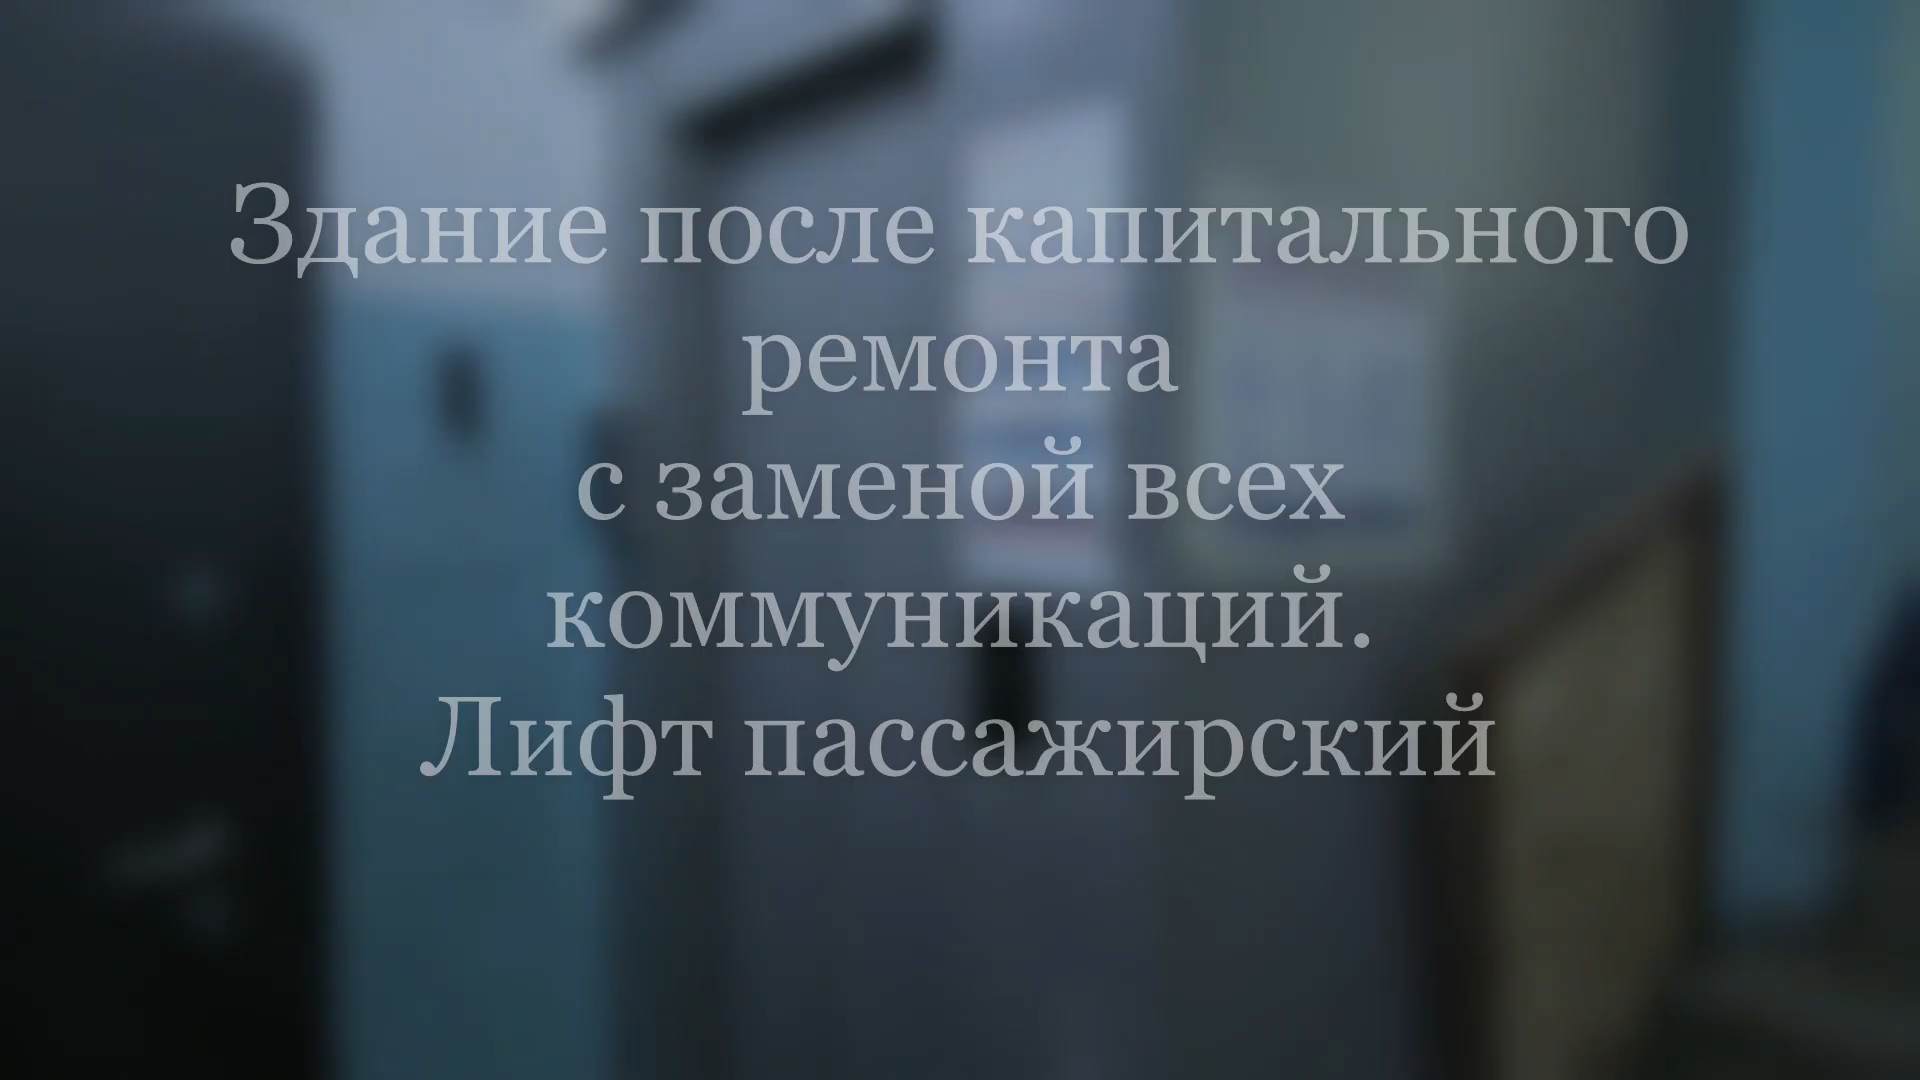 Здание после капитального
ремонта
с заменой всех
коммуникаций.
Лифт пассажирский